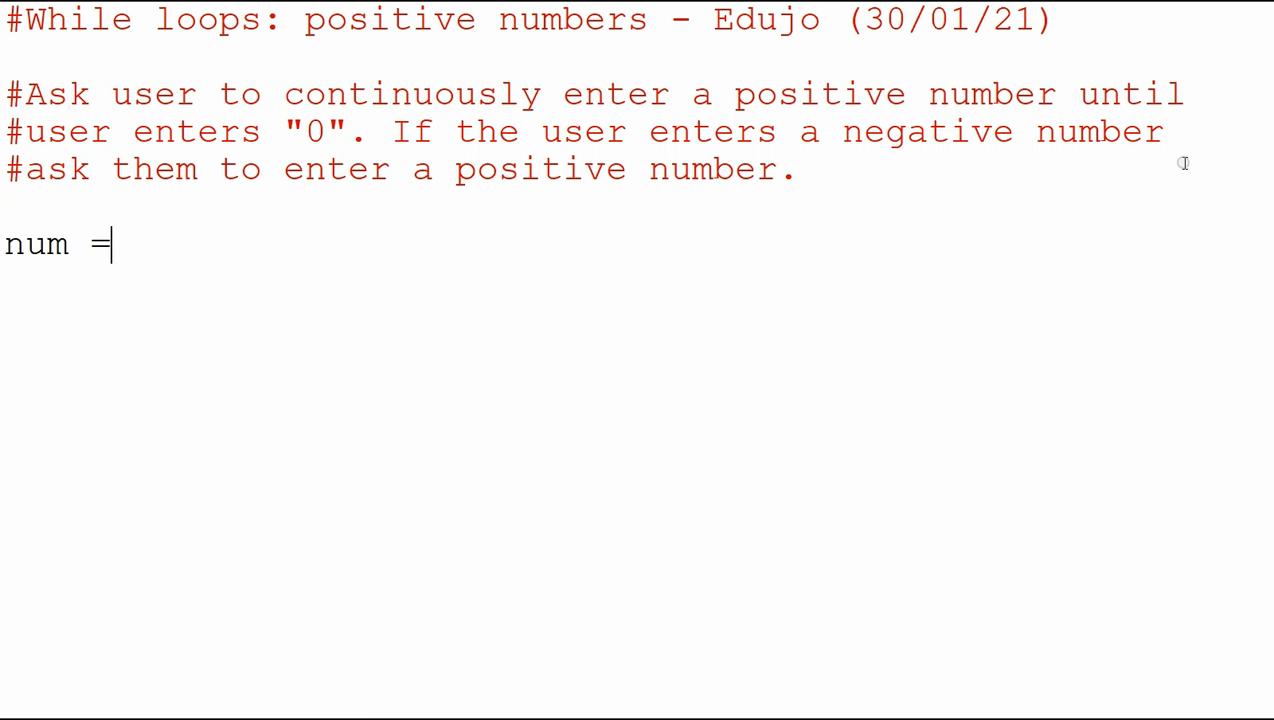 #While loops: positive numbers - Edujo (30/01/21)
#Ask user to continuously enter a positive number until
#user enters "0". If the user enters a negative number
#ask them to enter a positive number.
num =